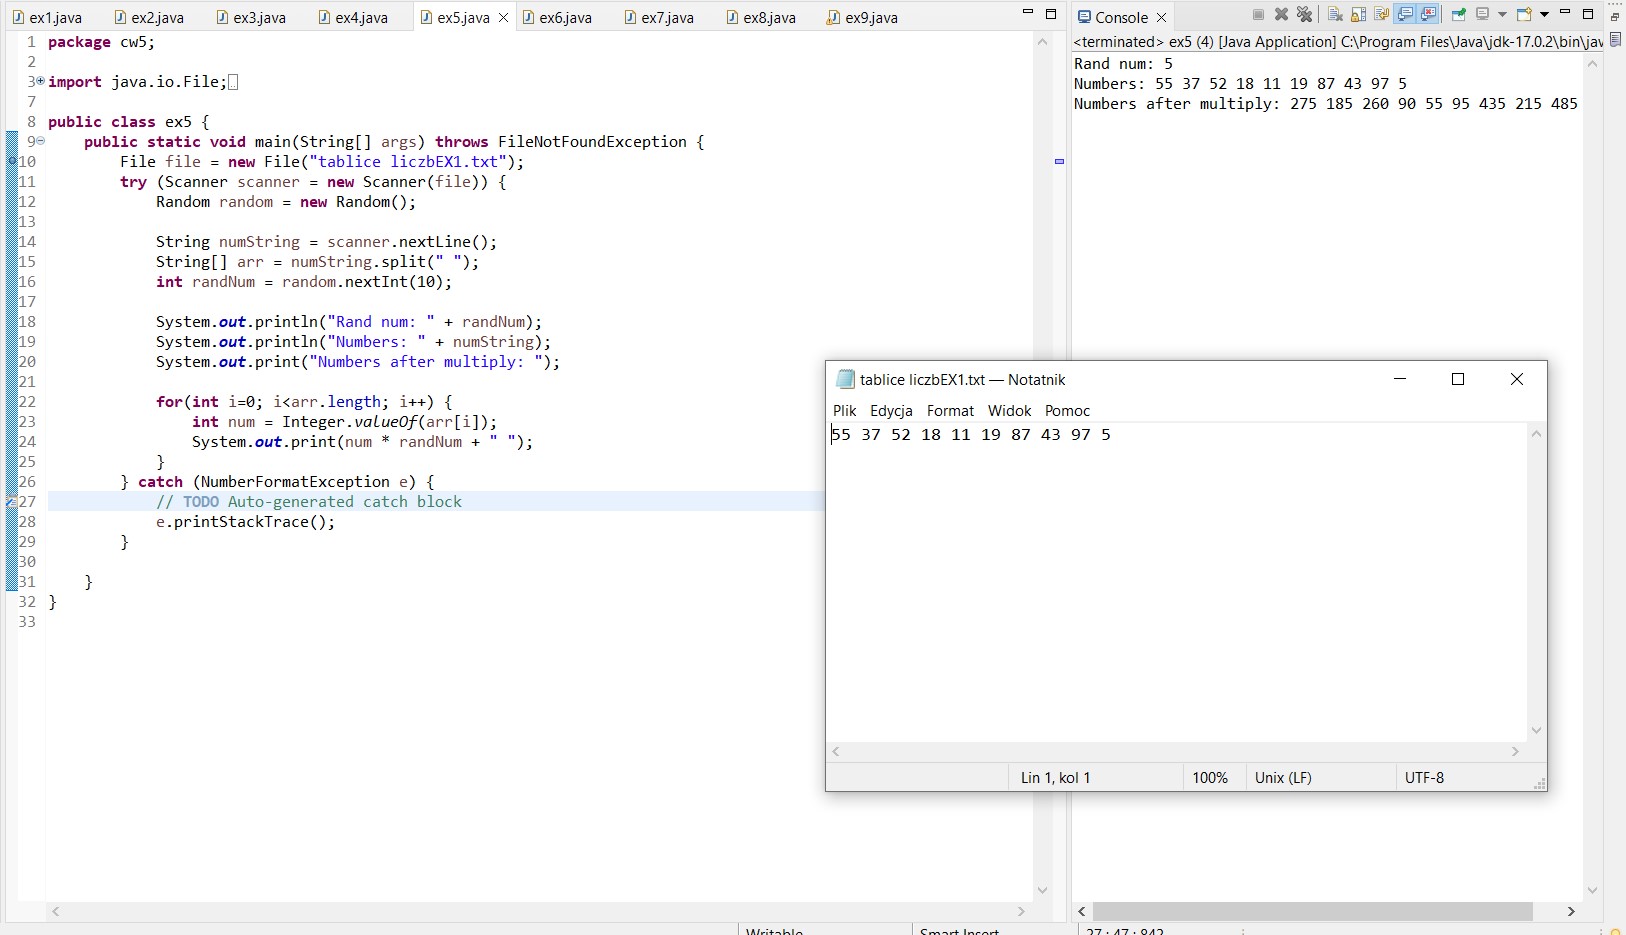 ex1.java ex2.java ex3.java ex4.java ex5.java ex6.java ex7.java ex8.java ex9.java
1 package cw5;
2
3 import java.io.File;
7
8 public class ex5 {
9 public static void main(String[] args) throws FileNotFoundException {
10 File file = new File("tablice liczbEX1.txt");
11 try (Scanner scanner = new Scanner(file)) {
12 Random random = new Random();
13
14 String numString = scanner.nextLine();
15 String[] arr = numString.split(" ");
16 int randNum = random.nextInt(10);
17
18 System.out.println("Rand num: " + randNum);
19 System.out.println("Numbers: " + numString);
20 System.out.print("Numbers after multiply: ");
21
22 for(int i=0; i<arr.length; i++) {
23 int num = Integer.valueOf(arr[i]);
24 System.out.print(num * randNum + " ");
25 }
26 } catch (NumberFormatException e) {
27 // TODO Auto-generated catch block
28 e.printStackTrace();
29 }
30
31 }
32 }
33
Console
<terminated> ex5 (4) [Java Application] C:\Program Files\Java\jdk-17.0.2\bin\jav
Rand num: 5
Numbers: 55 37 52 18 11 19 87 43 97 5
Numbers after multiply: 275 185 260 90 55 95 435 215 485
tablice liczbEX1.txt — Notatnik
Plik Edycja Format Widok Pomoc
55 37 52 18 11 19 87 43 97 5
Lin 1, kol 1 100% Unix (LF) UTF-8
Writable Smart Insert 27 : 47 : 842